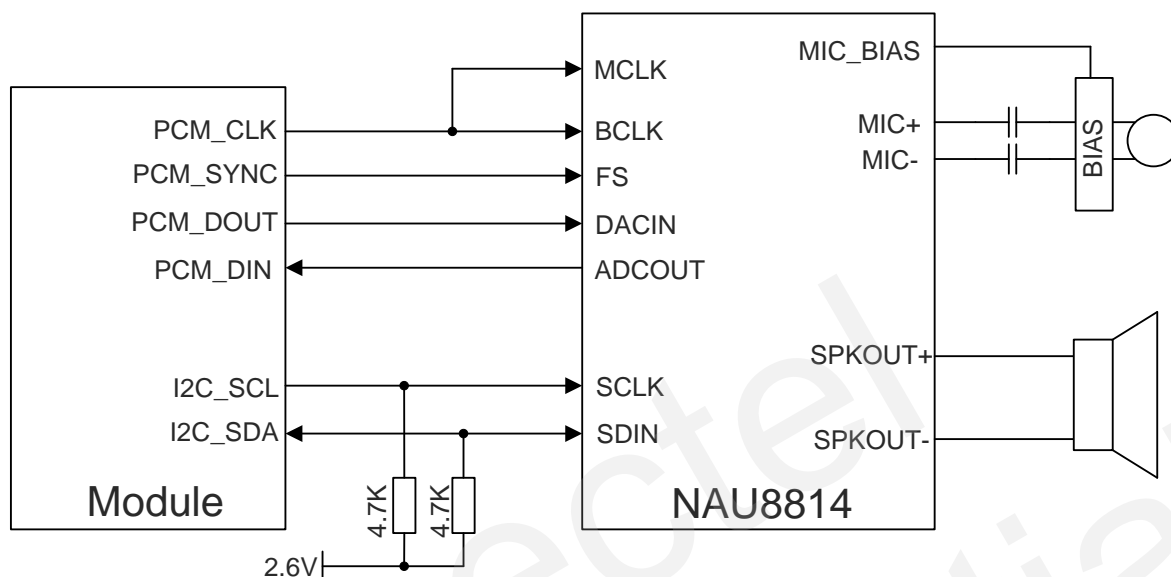 PCM_CLK
PCM_SYNC
PCM_DOUT
PCM_DIN
I2C_SCL
I2C_SDA
Module
4.7K
4.7K
2.6V
MCLK
BCLK
FS
DACIN
ADCOUT
SCLK
SDIN
MIC_BIAS
MIC+
MIC-
SPKOUT+
SPKOUT-
NAU8814
BIAS